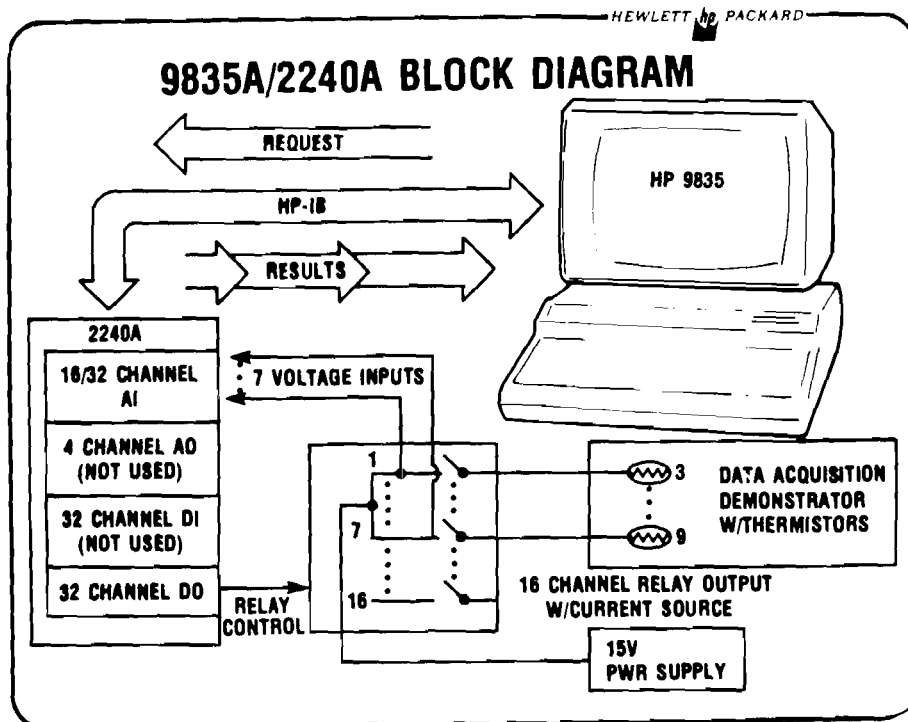 HEWLETT hp PACKARD
9835A/2240A BLOCK DIAGRAM
REQUEST
HP 9835
HP-IB
RESULTS
2240A
16/32 CHANNEL
AI
7 VOLTAGE INPUTS
4 CHANNEL AO
(NOT USED)
32 CHANNEL DI
(NOT USED)
32 CHANNEL DO
RELAY
CONTROL
1
7
16
3
9
DATA ACQUISITION
DEMONSTRATOR
W/THERMISTORS
16 CHANNEL RELAY OUTPUT
W/CURRENT SOURCE
15V
PWR SUPPLY